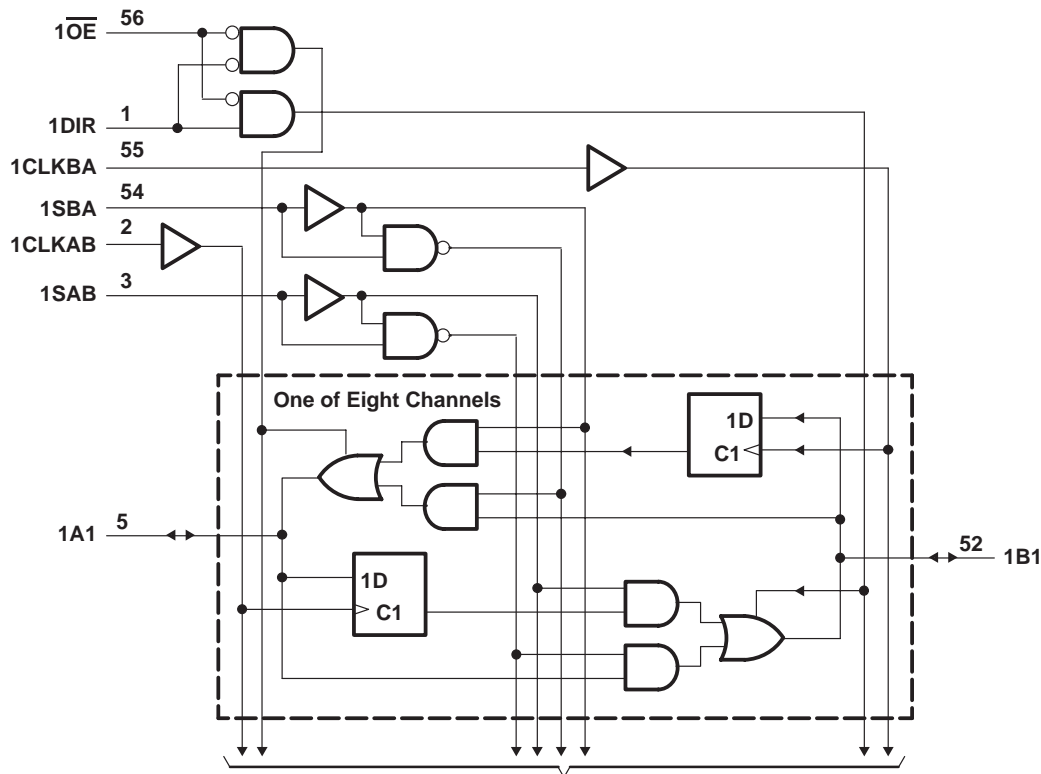 1O̅E̅ 56
1DIR 1
1CLKBA 55
1SBA 54
1CLKAB 2
1SAB 3
One of Eight Channels
1D
C1
1A1 5
52 1B1
1D
C1